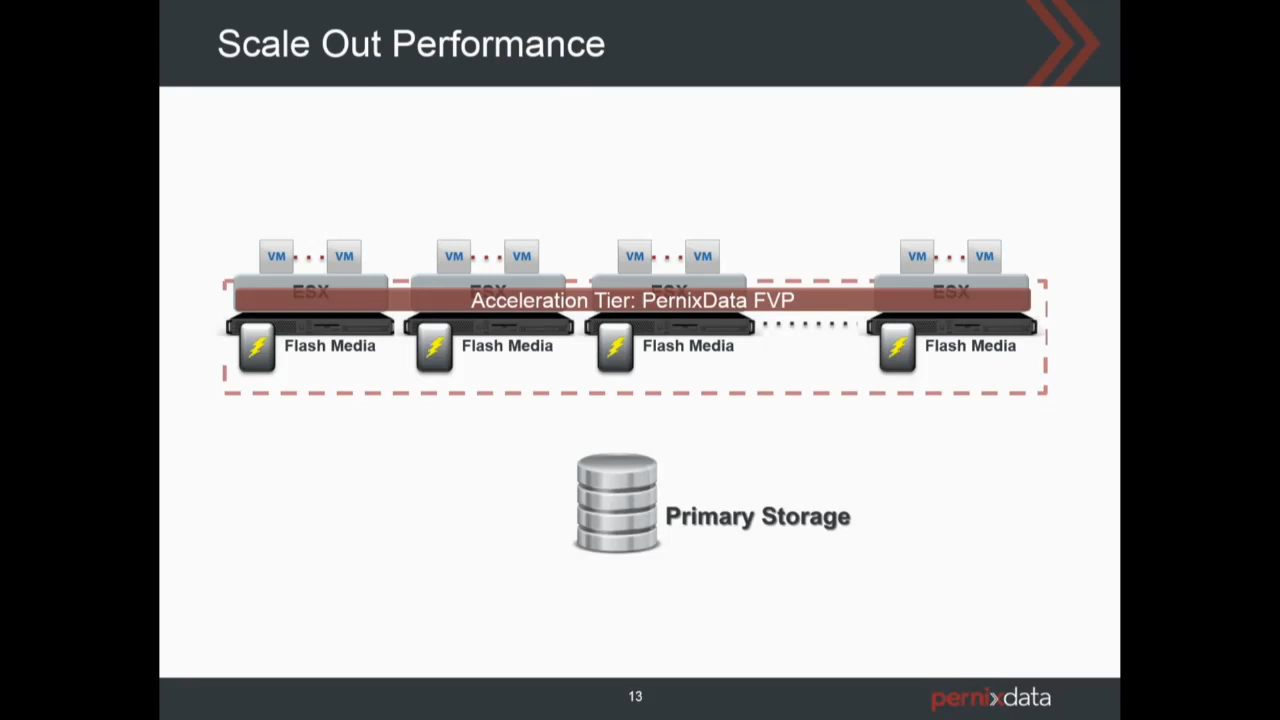 Scale Out Performance
VM VM VM VM VM VM VM VM
ESX ESX ESX ESX
Acceleration Tier: PernixData FVP
Flash Media Flash Media Flash Media Flash Media
Primary Storage
13
pernixdata